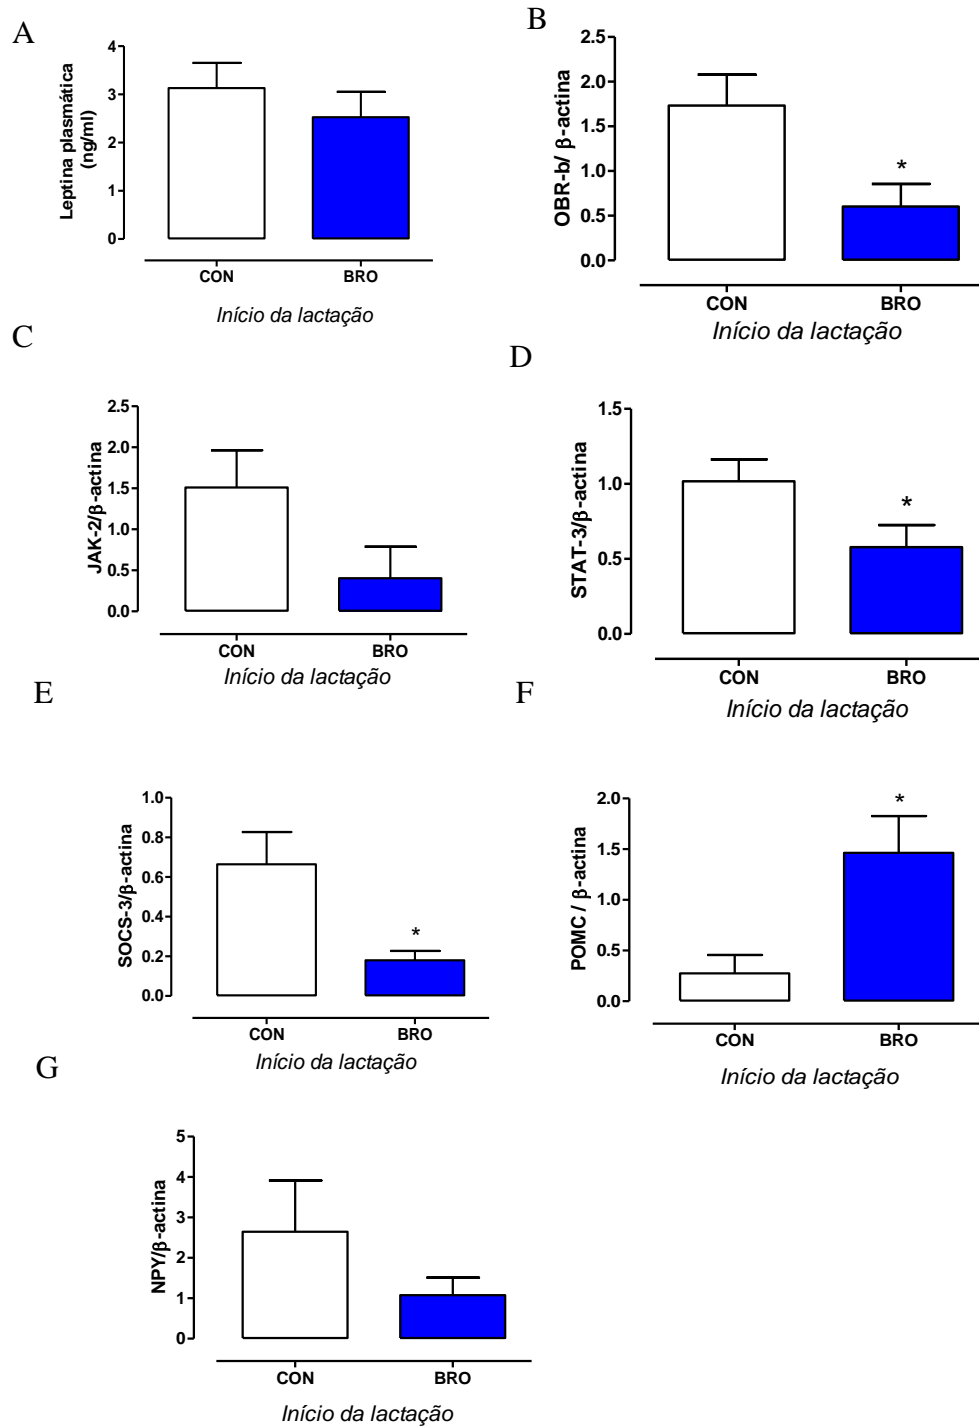 A
Leptina plasmática
(ng/ml)
4
3
2
1
0
CON BRO
Início da lactação
B
OBR-b/ β-actina
2.5
2.0
1.5
1.0
0.5
0.0
*
CON BRO
Início da lactação
C
JAK-2/β-actina
2.5
2.0
1.5
1.0
0.5
0.0
CON BRO
Início da lactação
D
STAT-3/β-actina
1.5
1.0
0.5
0.0
*
CON BRO
Início da lactação
E
SOCS-3/β-actina
1.0
0.8
0.6
0.4
0.2
0.0
*
CON BRO
Início da lactação
F
POMC / β-actina
2.0
1.5
1.0
0.5
0.0
*
CON BRO
Início da lactação
G
NPY/β-actina
5
4
3
2
1
0
CON BRO
Início da lactação